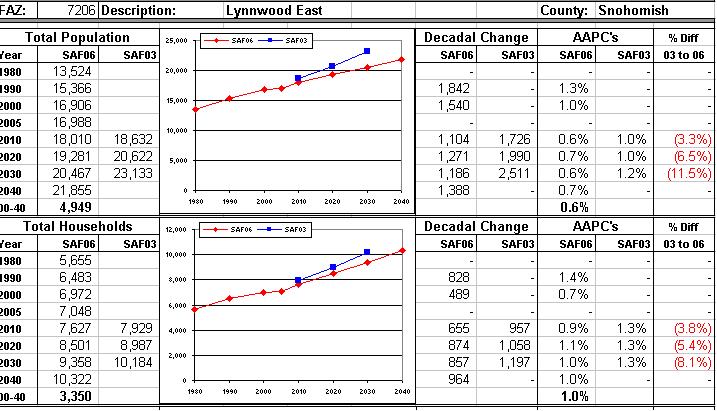 FAZ: 7206 Description: Lynnwood East County: Snohomish
Total Population SAF06 SAF03 Decadal Change AAPC's % Diff
Year SAF06 SAF03 SAF06 SAF03 SAF06 SAF03 03 to 06
1980 13,524 - - - - -
1990 15,366 1,842 - 1.3% - -
2000 16,906 1,540 - 1.0% - -
2005 16,988 - - - - -
2010 18,010 18,632 1,104 1,726 0.6% 1.0% (3.3%)
2020 19,281 20,622 1,271 1,990 0.7% 1.0% (6.5%)
2030 20,467 23,133 1,186 2,511 0.6% 1.2% (11.5%)
2040 21,855 1,388 - 0.7% - -
00-40 4,949 0.6%
25,000
20,000
15,000
10,000
5,000
0
1980 1990 2000 2010 2020 2030 2040
Total Households SAF06 SAF03 Decadal Change AAPC's % Diff
Year SAF06 SAF03 SAF06 SAF03 SAF06 SAF03 03 to 06
1980 5,655 - - - - -
1990 6,483 828 - 1.4% - -
2000 6,972 489 - 0.7% - -
2005 7,048 - - - - -
2010 7,627 7,929 655 957 0.9% 1.3% (3.8%)
2020 8,501 8,987 874 1,058 1.1% 1.3% (5.4%)
2030 9,358 10,184 857 1,197 1.0% 1.3% (8.1%)
2040 10,322 964 - 1.0% - -
00-40 3,350 1.0%
12,000
10,000
8,000
6,000
4,000
2,000
0
1980 1990 2000 2010 2020 2030 2040